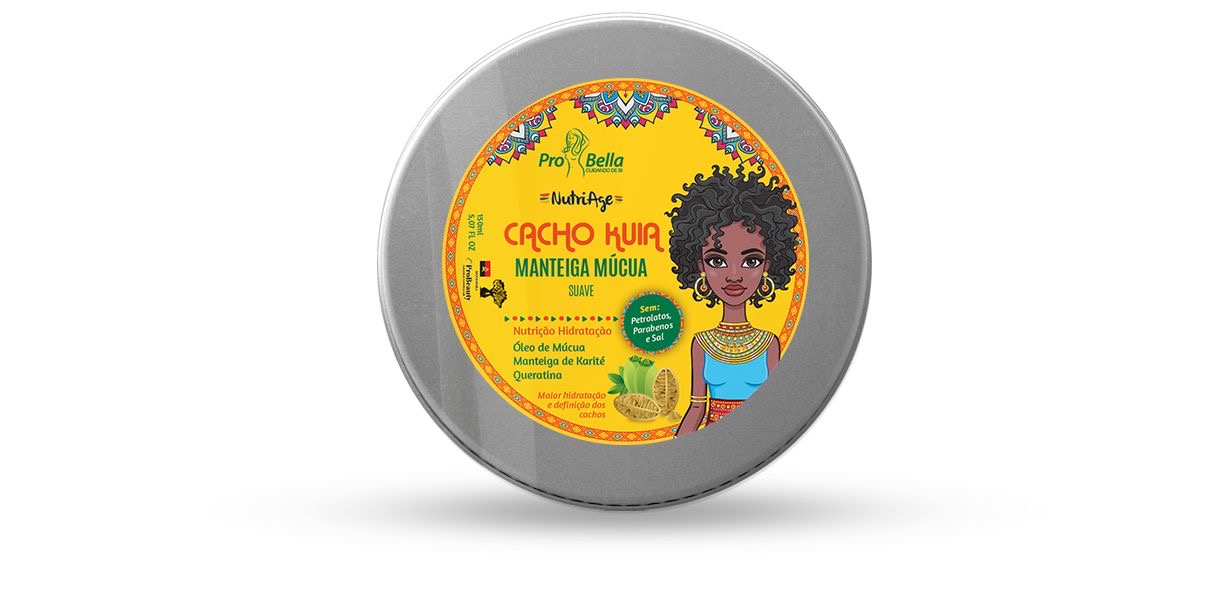 Pro Bella
CUIDANDO DE SI
NutriAge
CACHO KUIA
MANTEIGA MÚCUA
SUAVE
150ml
5,07 FL OZ
ProBeauty
Sem:
Petrolatos,
Parabenos
e Sal
Nutrição Hidratação
Óleo de Múcua
Manteiga de Karité
Queratina
Maior hidratação
e definição dos
cachos